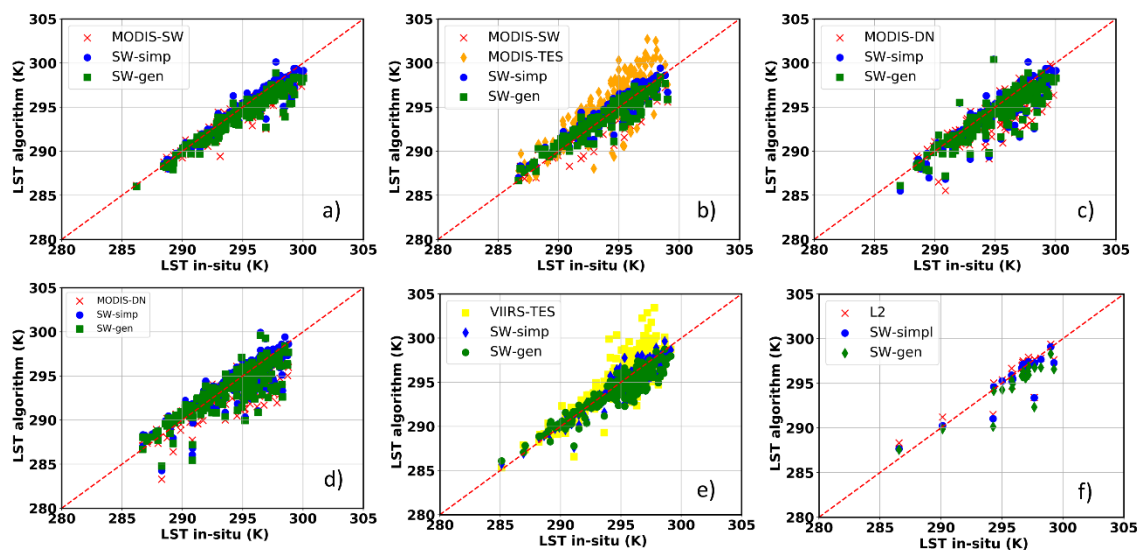 305
300
295
290
285
280
LST algorithm (K)
MODIS-SW
SW-simp
SW-gen
a)
280 285 290 295 300 305
LST in-situ (K)
305
300
295
290
285
280
LST algorithm (K)
MODIS-SW
MODIS-TES
SW-simp
SW-gen
b)
280 285 290 295 300 305
LST in-situ (K)
305
300
295
290
285
280
LST algorithm (K)
MODIS-DN
SW-simp
SW-gen
c)
280 285 290 295 300 305
LST in-situ (K)
305
300
295
290
285
280
LST algorithm (K)
MODIS-DN
SW-simp
SW-gen
d)
280 285 290 295 300 305
LST in-situ (K)
305
300
295
290
285
280
LST algorithm (K)
VIIRS-TES
SW-simp
SW-gen
e)
280 285 290 295 300 305
LST in-situ (K)
305
300
295
290
285
280
LST algorithm (K)
L2
SW-simpl
SW-gen
f)
280 285 290 295 300 305
LST in-situ (K)